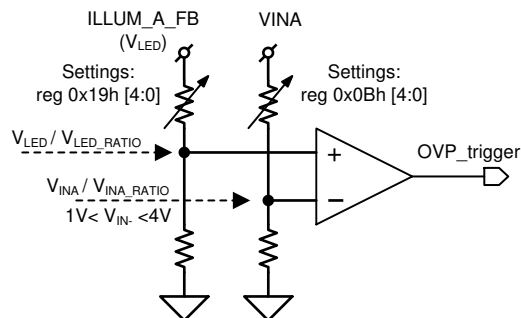 ILLUM_A_FB
(VLED)
VINA
Settings:
reg 0x19h [4:0]
Settings:
reg 0x0Bh [4:0]
VLED / VLED_RATIO
+
OVP_trigger
VINA / VINA_RATIO
1V< VIN- <4V
−